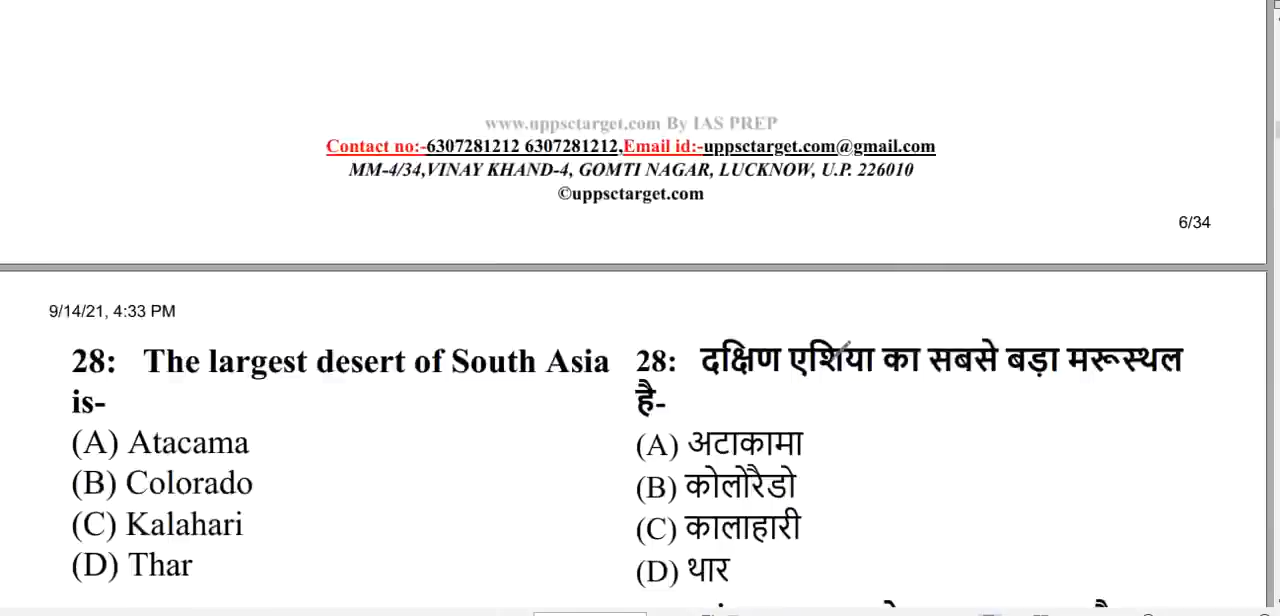 www.uppsctarget.com By IAS PREP
Contact no:-6307281212 6307281212,Email id:-uppsctarget.com@gmail.com
MM-4/34,VINAY KHAND-4, GOMTI NAGAR, LUCKNOW, U.P. 226010
©uppsctarget.com
6/34
9/14/21, 4:33 PM
28: The largest desert of South Asia
is-
(A) Atacama
(B) Colorado
(C) Kalahari
(D) Thar
28: दक्षिण एशिया का सबसे बड़ा मरूस्थल
है-
(A) अटाकामा
(B) कोलोरैडो
(C) कालाहारी
(D) थार